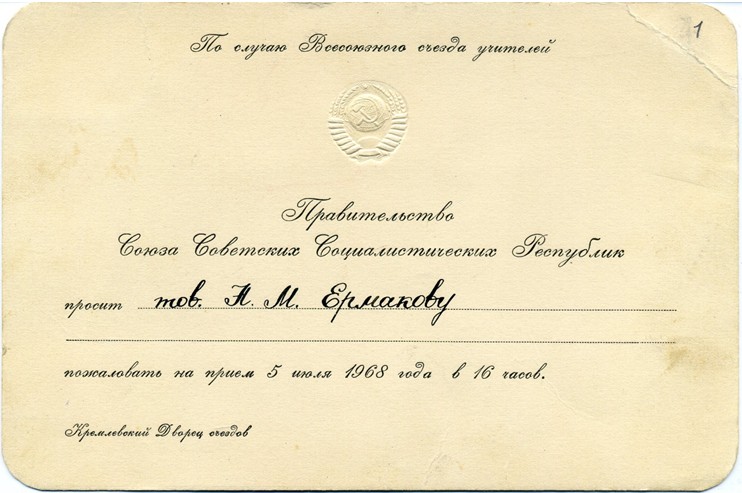 1
По случаю Всесоюзного съезда учителей
Правительство
Союза Советских Социалистических Республик
просит тов. Н. М. Ермакову
пожаловать на прием 5 июля 1968 года в 16 часов.
Кремлевский Дворец съездов